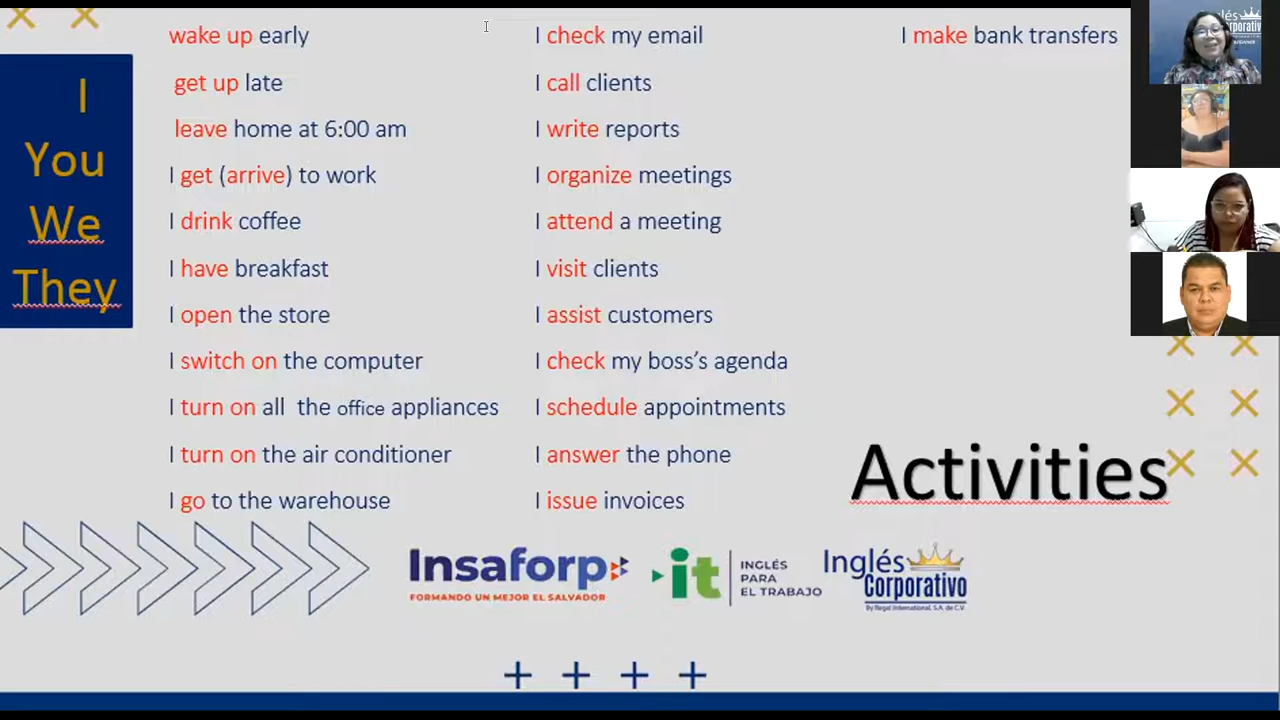 I
You
We
They
wake up early
get up late
leave home at 6:00 am
I get (arrive) to work
I drink coffee
I have breakfast
I open the store
I switch on the computer
I turn on all the office appliances
I turn on the air conditioner
I go to the warehouse
I check my email
I call clients
I write reports
I organize meetings
I attend a meeting
I visit clients
I assist customers
I check my boss's agenda
I schedule appointments
I answer the phone
I issue invoices
I make bank transfers
Activities
Insaforp
FORMANDO UN MEJOR EL SALVADOR
it
INGLÉS
PARA
EL TRABAJO
Inglés
Corporativo
By Regal International, S.A. de C.V.